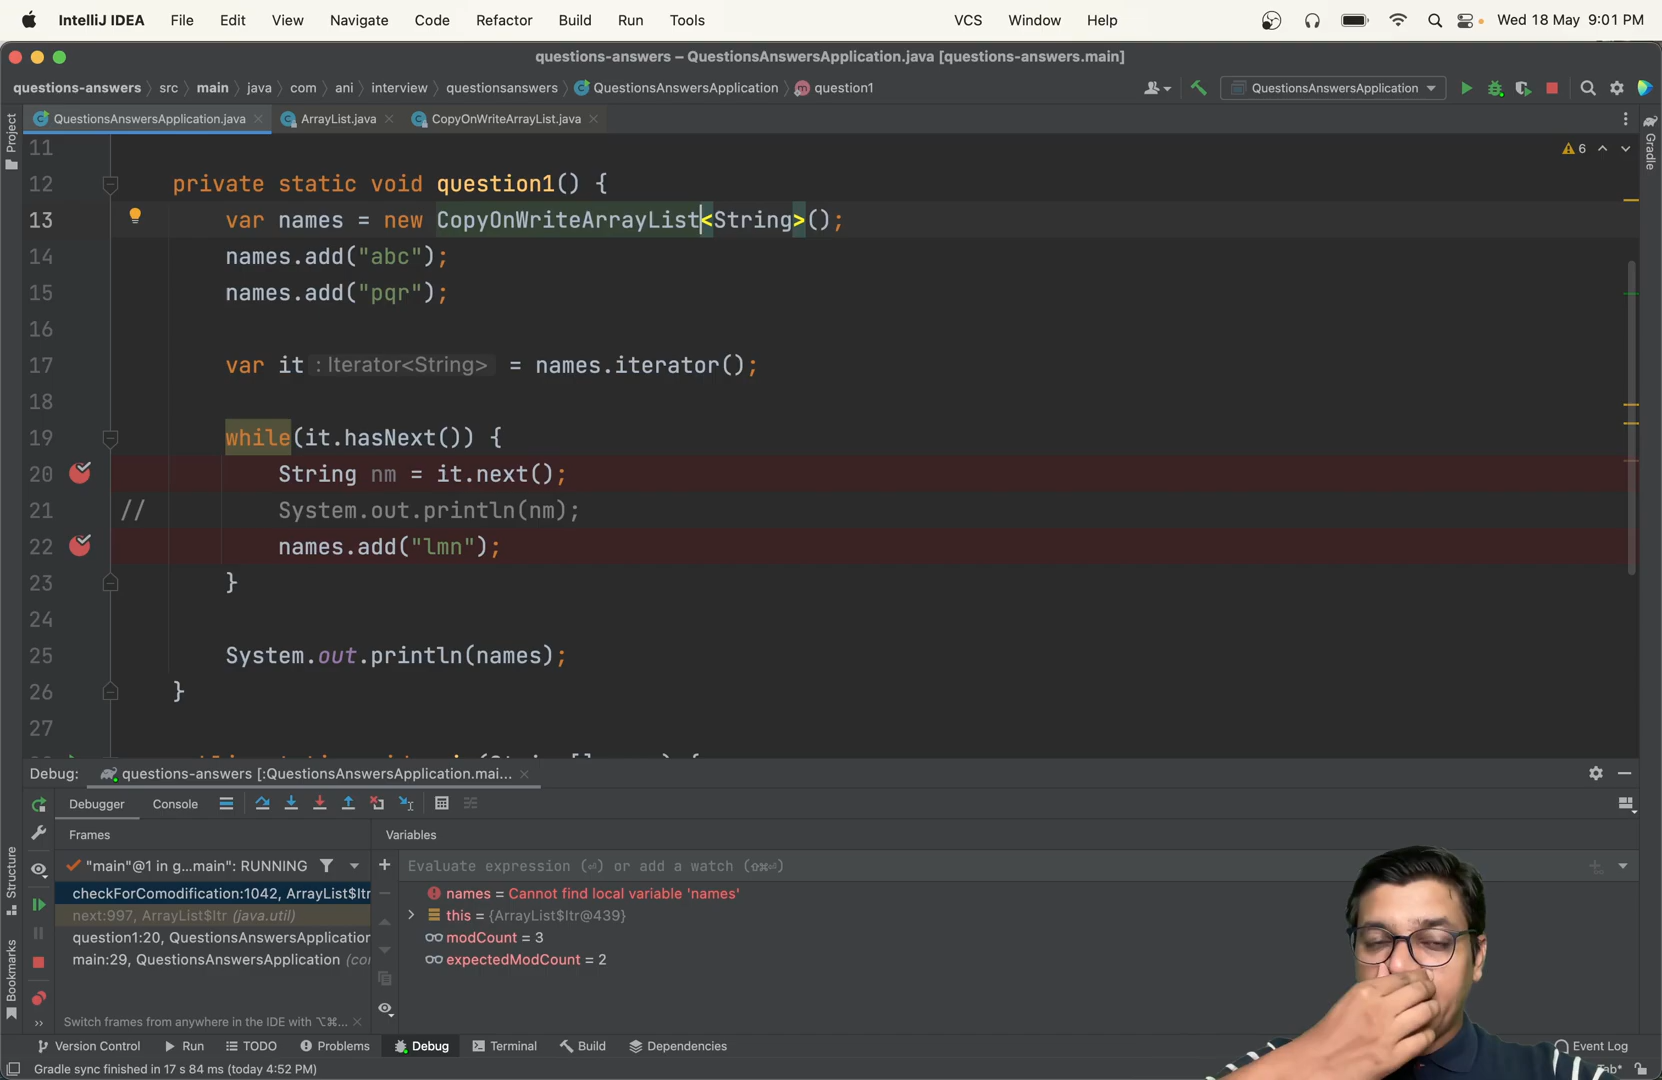 IntelliJ IDEA File Edit View Navigate Code Refactor Build Run Tools VCS Window Help Wed 18 May 9:01 PM
questions-answers – QuestionsAnswersApplication.java [questions-answers.main]
questions-answers src main java com ani interview questionsanswers QuestionsAnswersApplication question1 QuestionsAnswersApplication
QuestionsAnswersApplication.java ArrayList.java CopyOnWriteArrayList.java
Project
Gradle
11
6
12 private static void question1() {
13 var names = new CopyOnWriteArrayList<String>();
14 names.add("abc");
15 names.add("pqr");
16
17 var it : Iterator<String> = names.iterator();
18
19 while(it.hasNext()) {
20 String nm = it.next();
21 // System.out.println(nm);
22 names.add("lmn");
23 }
24
25 System.out.println(names);
26 }
27
Debug: questions-answers [:QuestionsAnswersApplication.mai...
Debugger Console
Frames Variables
"main"@1 in g...main": RUNNING Evaluate expression (⏎) or add a watch (⇧⌘⏎)
checkForComodification:1042, ArrayList$Itr names = Cannot find local variable 'names'
next:997, ArrayList$Itr (java.util) this = {ArrayList$Itr@439}
question1:20, QuestionsAnswersApplication modCount = 3
main:29, QuestionsAnswersApplication (cor expectedModCount = 2
Switch frames from anywhere in the IDE with ⌥⌘...
Structure
Bookmarks
Version Control Run TODO Problems Debug Terminal Build Dependencies Event Log
Gradle sync finished in 17 s 84 ms (today 4:52 PM) Tab*